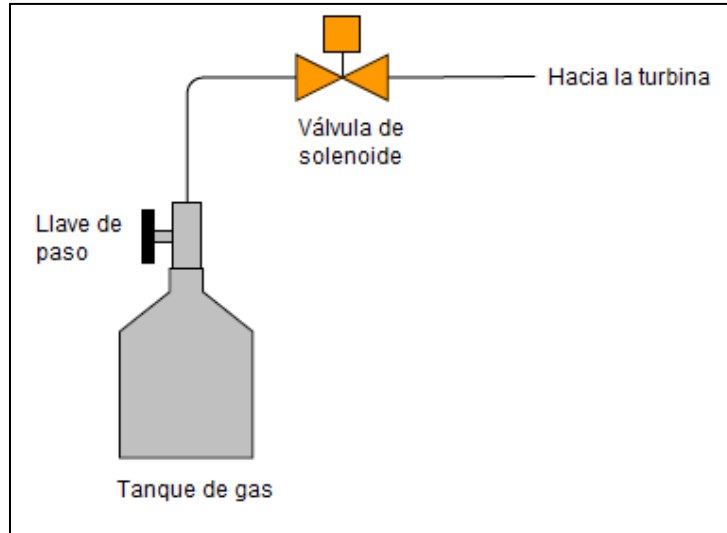 Hacia la turbina
Válvula de
solenoide
Llave de
paso
Tanque de gas